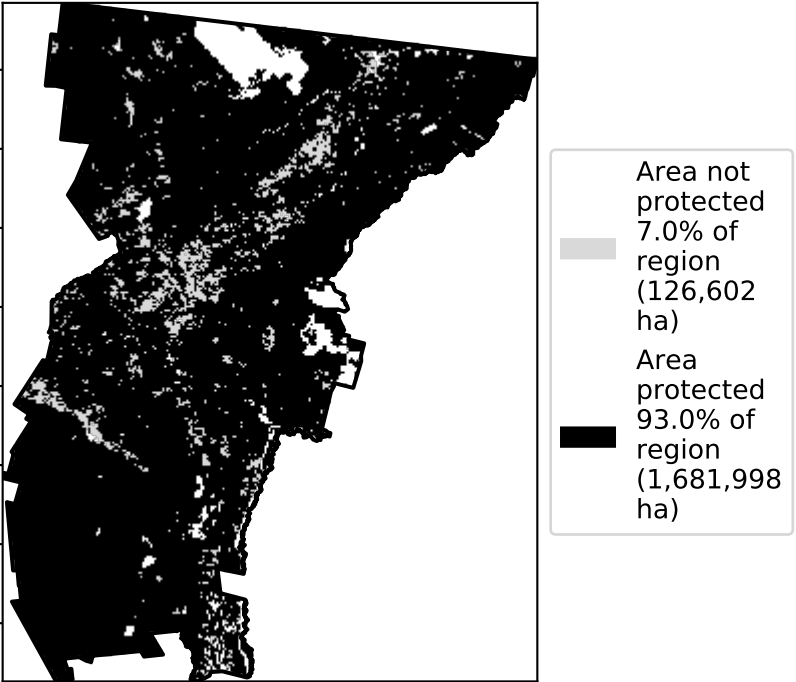 Area not
protected
7.0% of
region
(126,602
ha)
Area
protected
93.0% of
region
(1,681,998
ha)